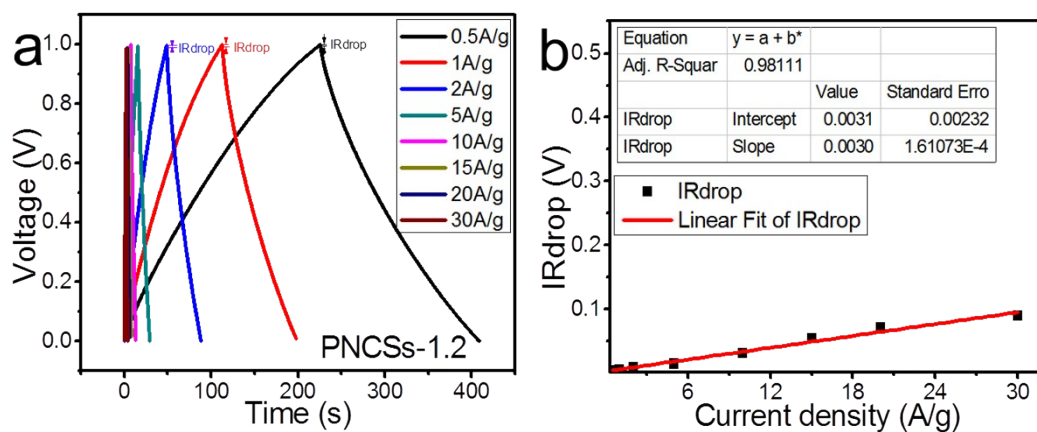 a
Voltage (V)
1.0
0.8
0.6
0.4
0.2
0.0
IRdrop
IRdrop
IRdrop
0.5A/g
1A/g
2A/g
5A/g
10A/g
15A/g
20A/g
30A/g
PNCSs-1.2
0 100 200 300 400
Time (s)
b
IRdrop (V)
0.5
0.4
0.3
0.2
0.1
Equation y = a + b*
Adj. R-Squar 0.98111
Value Standard Erro
IRdrop Intercept 0.0031 0.00232
IRdrop Slope 0.0030 1.61073E-4
IRdrop
Linear Fit of IRdrop
6 12 18 24 30
Current density (A/g)